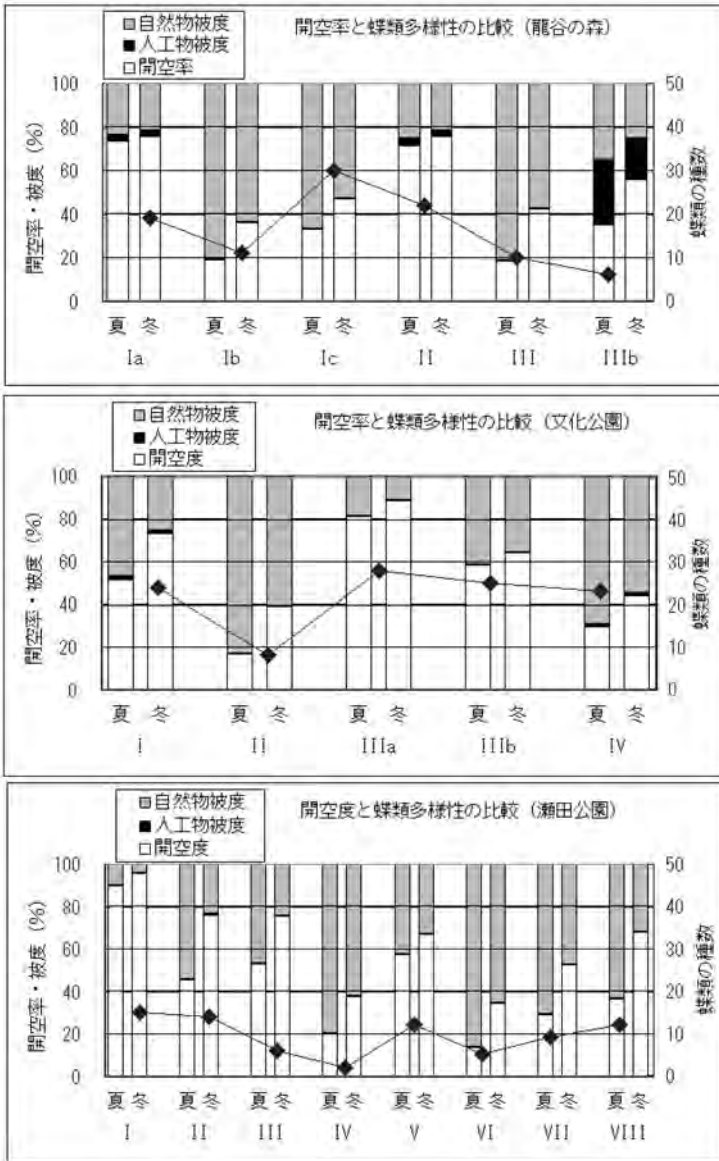 開空率と蝶類多様性の比較（龍谷の森）
自然物被度
人工物被度
開空率
開空率・被度（%）
蝶類の種数
100
80
60
40
20
0
50
40
30
20
10
0
夏 冬 夏 冬 夏 冬 夏 冬 夏 冬 夏 冬
Ia Ib Ic II III IIIb
開空率と蝶類多様性の比較（文化公園）
自然物被度
人工物被度
開空度
開空率・被度（%）
蝶類の種数
100
80
60
40
20
0
50
40
30
20
10
0
夏 冬 夏 冬 夏 冬 夏 冬 夏 冬
I II IIIa IIIb IV
開空度と蝶類多様性の比較（瀬田公園）
自然物被度
人工物被度
開空度
開空率・被度（%）
蝶類の種数
100
80
60
40
20
0
50
40
30
20
10
0
夏 冬 夏 冬 夏 冬 夏 冬 夏 冬 夏 冬 夏 冬 夏 冬
I II III IV V VI VII VIII